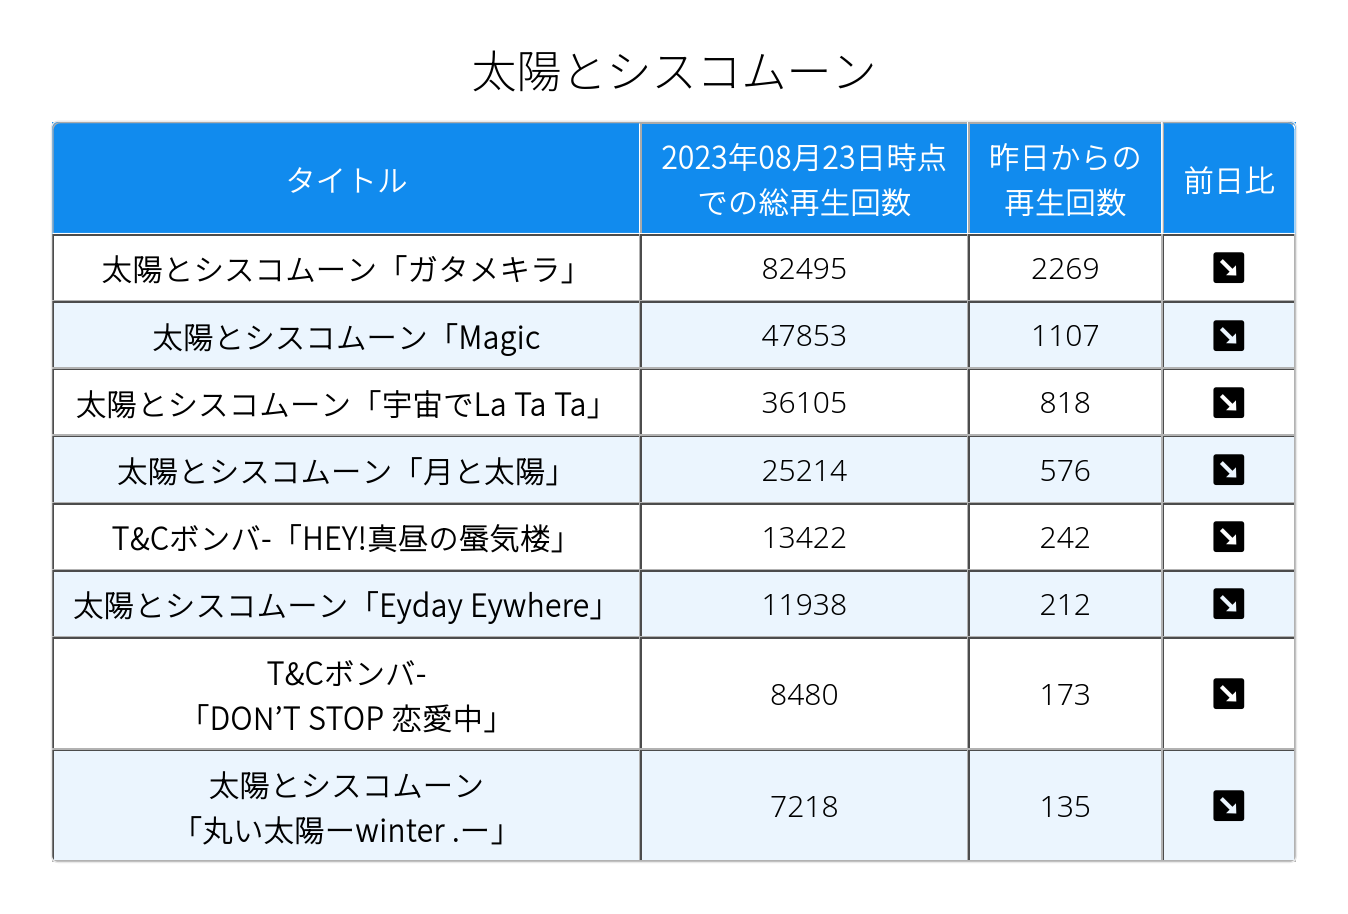 太陽とシスコムーン
タイトル
2023年08月23日時点
での総再生回数
昨日からの
再生回数
前日比
太陽とシスコムーン「ガタメキラ」 82495 2269
太陽とシスコムーン「Magic 47853 1107
太陽とシスコムーン「宇宙でLa Ta Ta」 36105 818
太陽とシスコムーン「月と太陽」 25214 576
T&Cボンバ-「HEY!真昼の蜃気楼」 13422 242
太陽とシスコムーン「Eyday Eywhere」 11938 212
T&Cボンバ-
「DON’T STOP 恋愛中」 8480 173
太陽とシスコムーン
「丸い太陽ーwinter .ー」 7218 135